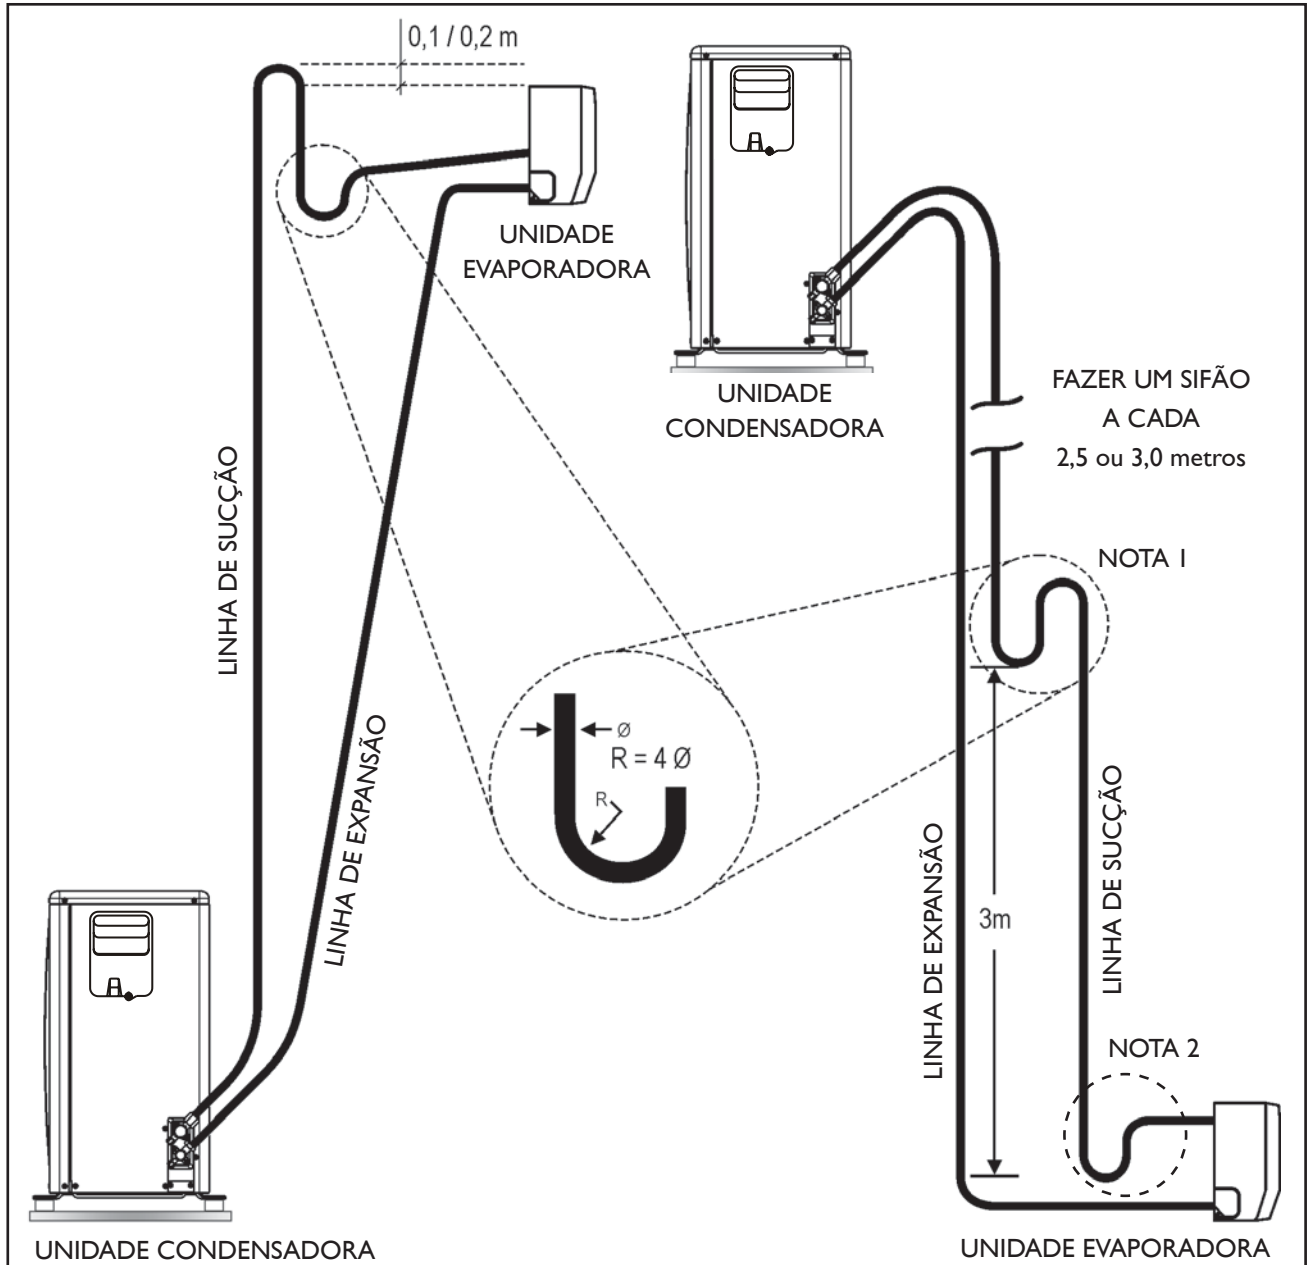 0,1 / 0,2 m
UNIDADE
EVAPORADORA
LINHA DE SUCÇÃO
LINHA DE EXPANSÃO
UNIDADE CONDENSADORA
UNIDADE
CONDENSADORA
FAZER UM SIFÃO
A CADA
2,5 ou 3,0 metros
NOTA 1
Ø
R = 4 Ø
R
LINHA DE EXPANSÃO
3m
LINHA DE SUCÇÃO
NOTA 2
UNIDADE EVAPORADORA